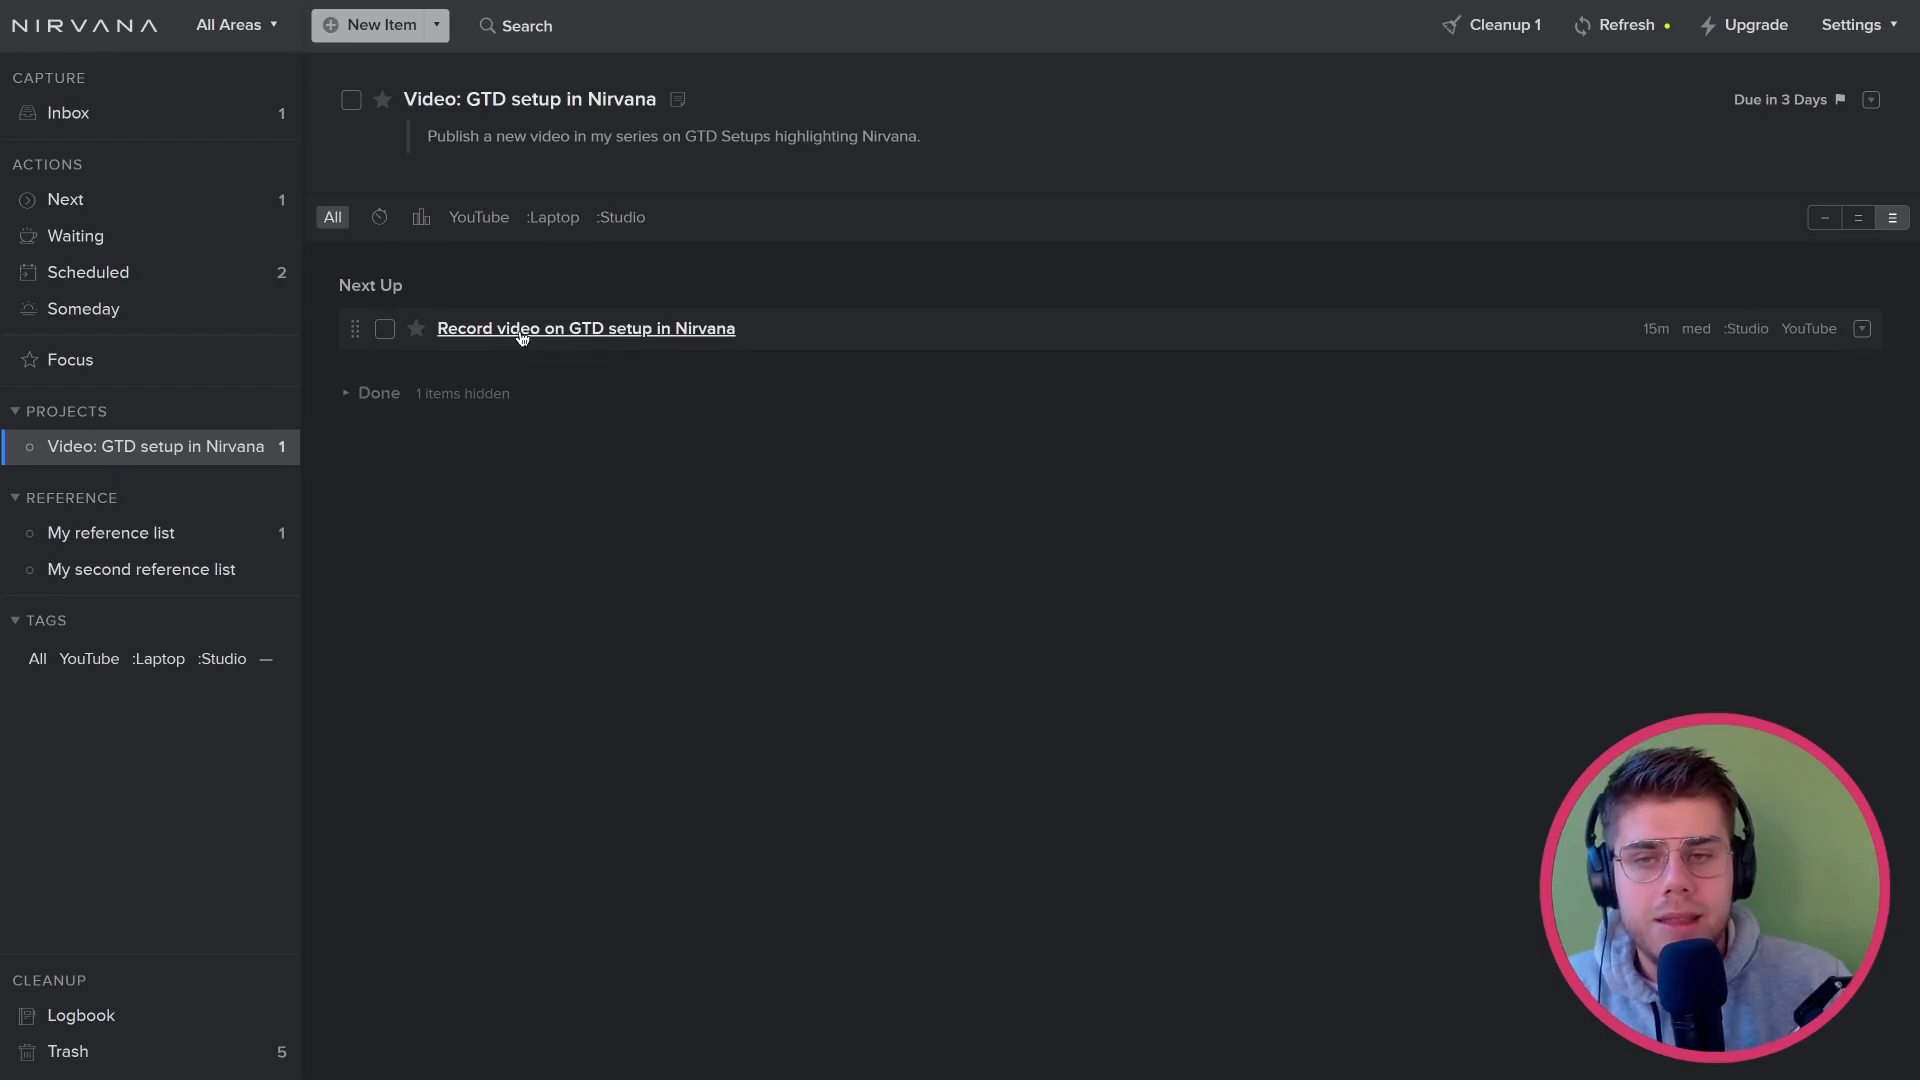 NIRVANA
All Areas
New Item
Search
Cleanup 1
Refresh
Upgrade
Settings
CAPTURE
Inbox 1
ACTIONS
Next 1
Waiting
Scheduled 2
Someday
Focus
PROJECTS
Video: GTD setup in Nirvana 1
REFERENCE
My reference list 1
My second reference list
TAGS
All YouTube :Laptop :Studio —
CLEANUP
Logbook
Trash 5
Video: GTD setup in Nirvana
Due in 3 Days
Publish a new video in my series on GTD Setups highlighting Nirvana.
All YouTube :Laptop :Studio
Next Up
Record video on GTD setup in Nirvana 15m med :Studio YouTube
Done 1 items hidden